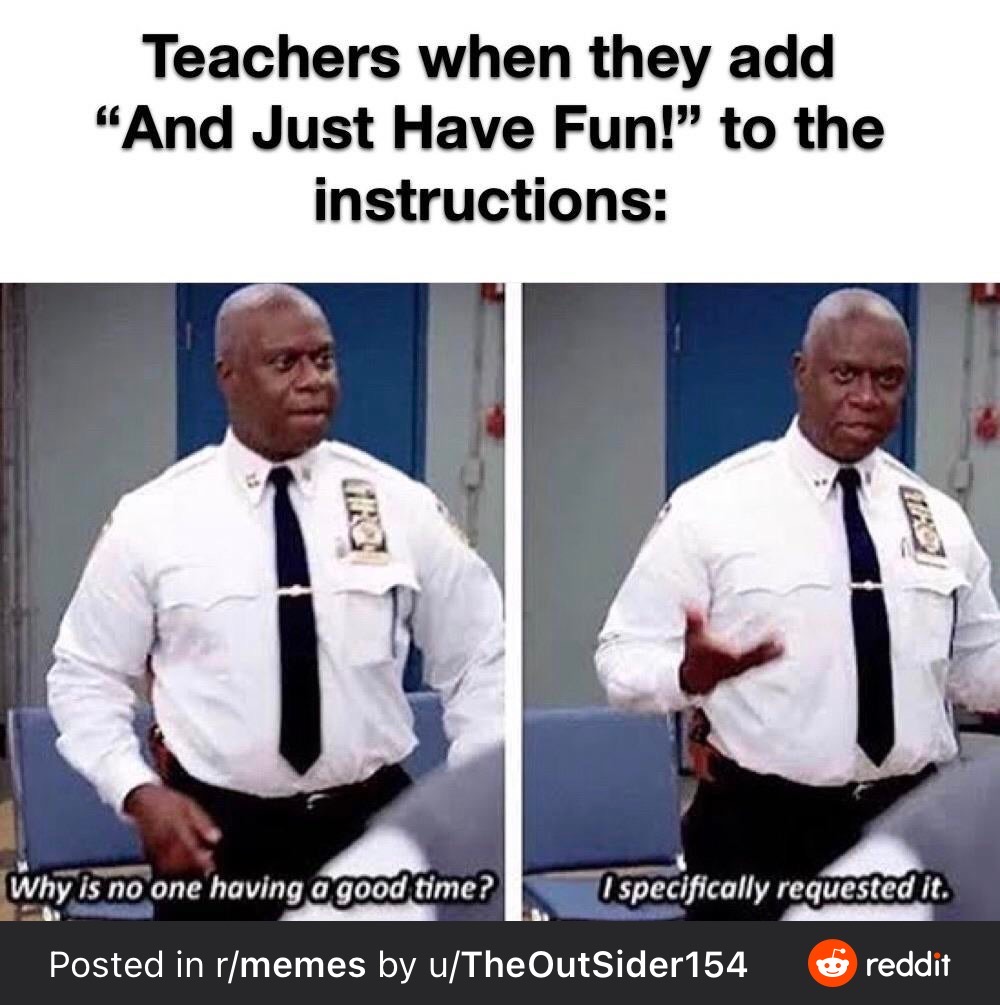 Teachers when they add
“And Just Have Fun!” to the
instructions:
Why is no one having a good time?
I specifically requested it.
Posted in r/memes by u/TheOutSider154
reddit